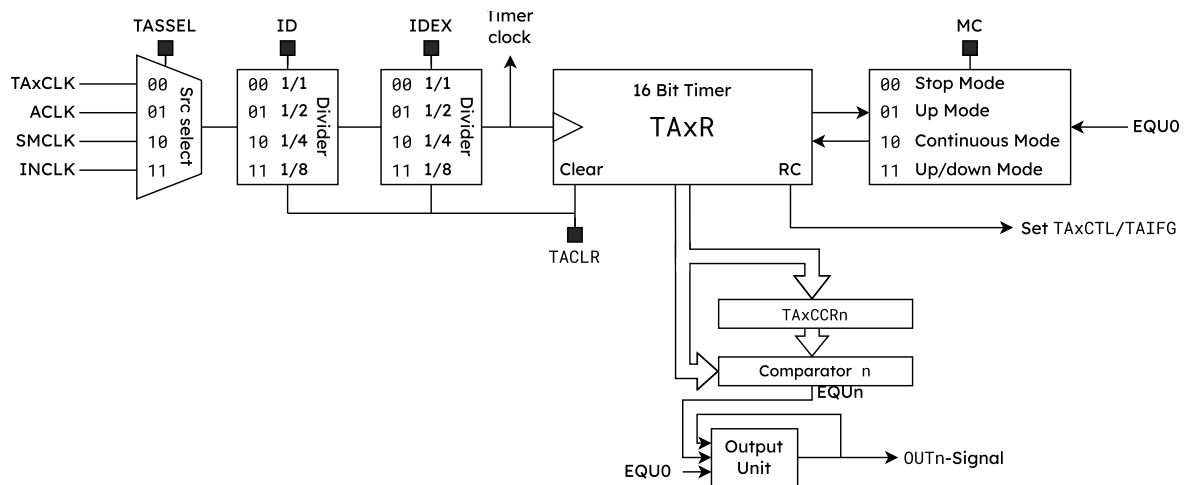 TASSEL
ID
IDEX
Timer
clock
MC
TAxCLK
ACLK
SMCLK
INCLK
00
01
10
11
Src select
00 1/1
01 1/2
10 1/4
11 1/8
Divider
00 1/1
01 1/2
10 1/4
11 1/8
Divider
16 Bit Timer
TAxR
Clear
RC
00 Stop Mode
01 Up Mode
10 Continuous Mode
11 Up/down Mode
EQU0
TACLR
Set TAxCTL/TAIFG
TAxCCRn
Comparator n
EQUn
Output
Unit
EQU0
OUTn-Signal